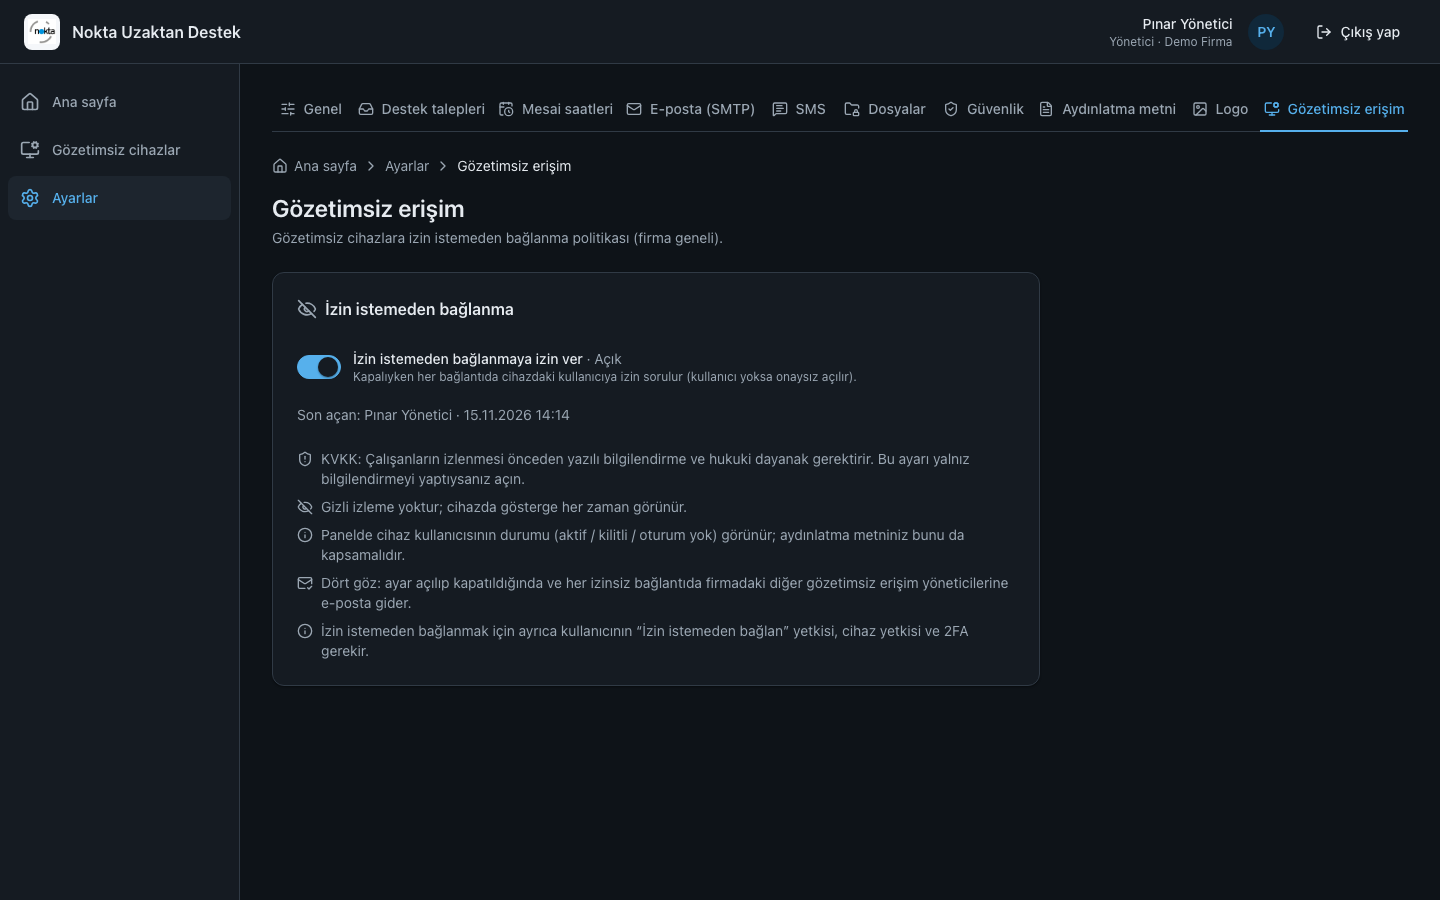 nokta
Nokta Uzaktan Destek
Pınar Yönetici
Yönetici · Demo Firma
PY
Çıkış yap
Ana sayfa
Gözetimsiz cihazlar
Ayarlar
Genel
Destek talepleri
Mesai saatleri
E-posta (SMTP)
SMS
Dosyalar
Güvenlik
Aydınlatma metni
Logo
Gözetimsiz erişim
Ana sayfa > Ayarlar > Gözetimsiz erişim
Gözetimsiz erişim
Gözetimsiz cihazlara izin istemeden bağlanma politikası (firma geneli).
İzin istemeden bağlanma
İzin istemeden bağlanmaya izin ver · Açık
Kapalıyken her bağlantıda cihazdaki kullanıcıya izin sorulur (kullanıcı yoksa onaysız açılır).
Son açan: Pınar Yönetici · 15.11.2026 14:14
KVKK: Çalışanların izlenmesi önceden yazılı bilgilendirme ve hukuki dayanak gerektirir. Bu ayarı yalnız
bilgilendirmeyi yaptıysanız açın.
Gizli izleme yoktur; cihazda gösterge her zaman görünür.
Panelde cihaz kullanıcısının durumu (aktif / kilitli / oturum yok) görünür; aydınlatma metniniz bunu da
kapsamalıdır.
Dört göz: ayar açılıp kapatıldığında ve her izinsiz bağlantıda firmadaki diğer gözetimsiz erişim yöneticilerine
e-posta gider.
İzin istemeden bağlanmak için ayrıca kullanıcının “İzin istemeden bağlan” yetkisi, cihaz yetkisi ve 2FA
gerekir.